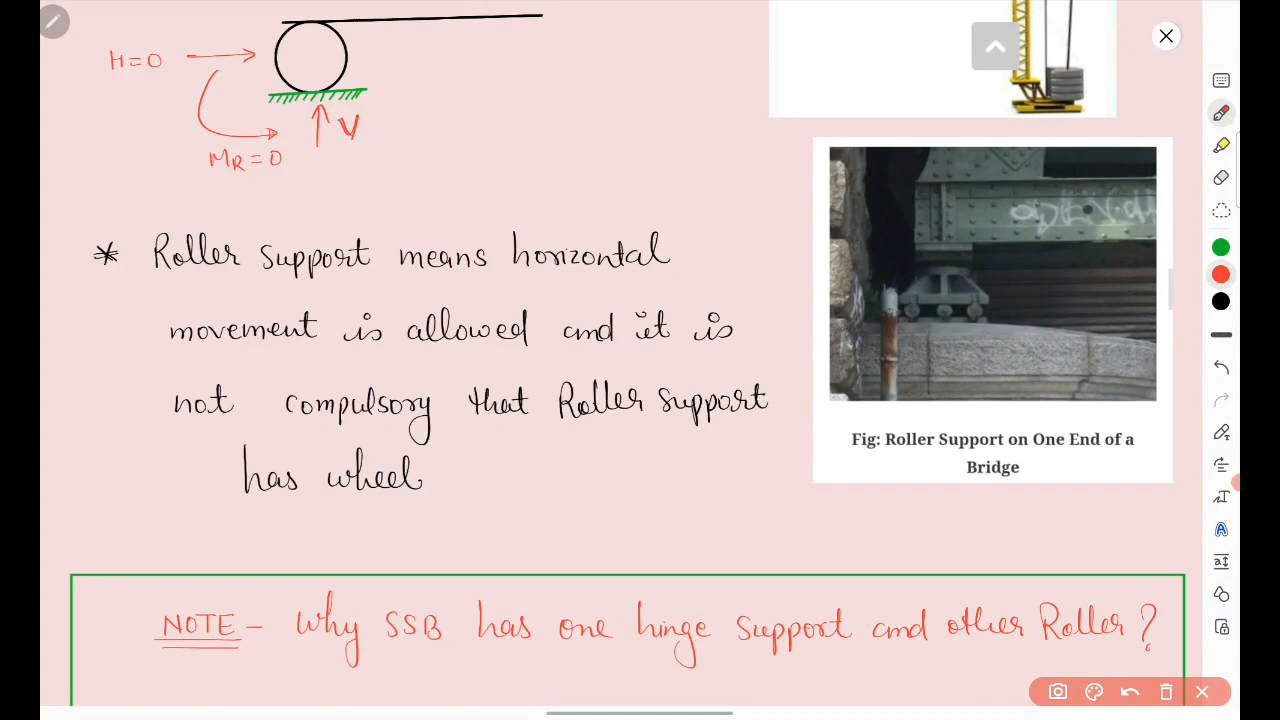 H=0
V
MR=0
* Roller support means horizontal
movement is allowed and it is
not compulsory that Roller support
has wheel
Fig: Roller Support on One End of a
Bridge
NOTE - Why SSB has one hinge support and other Roller?